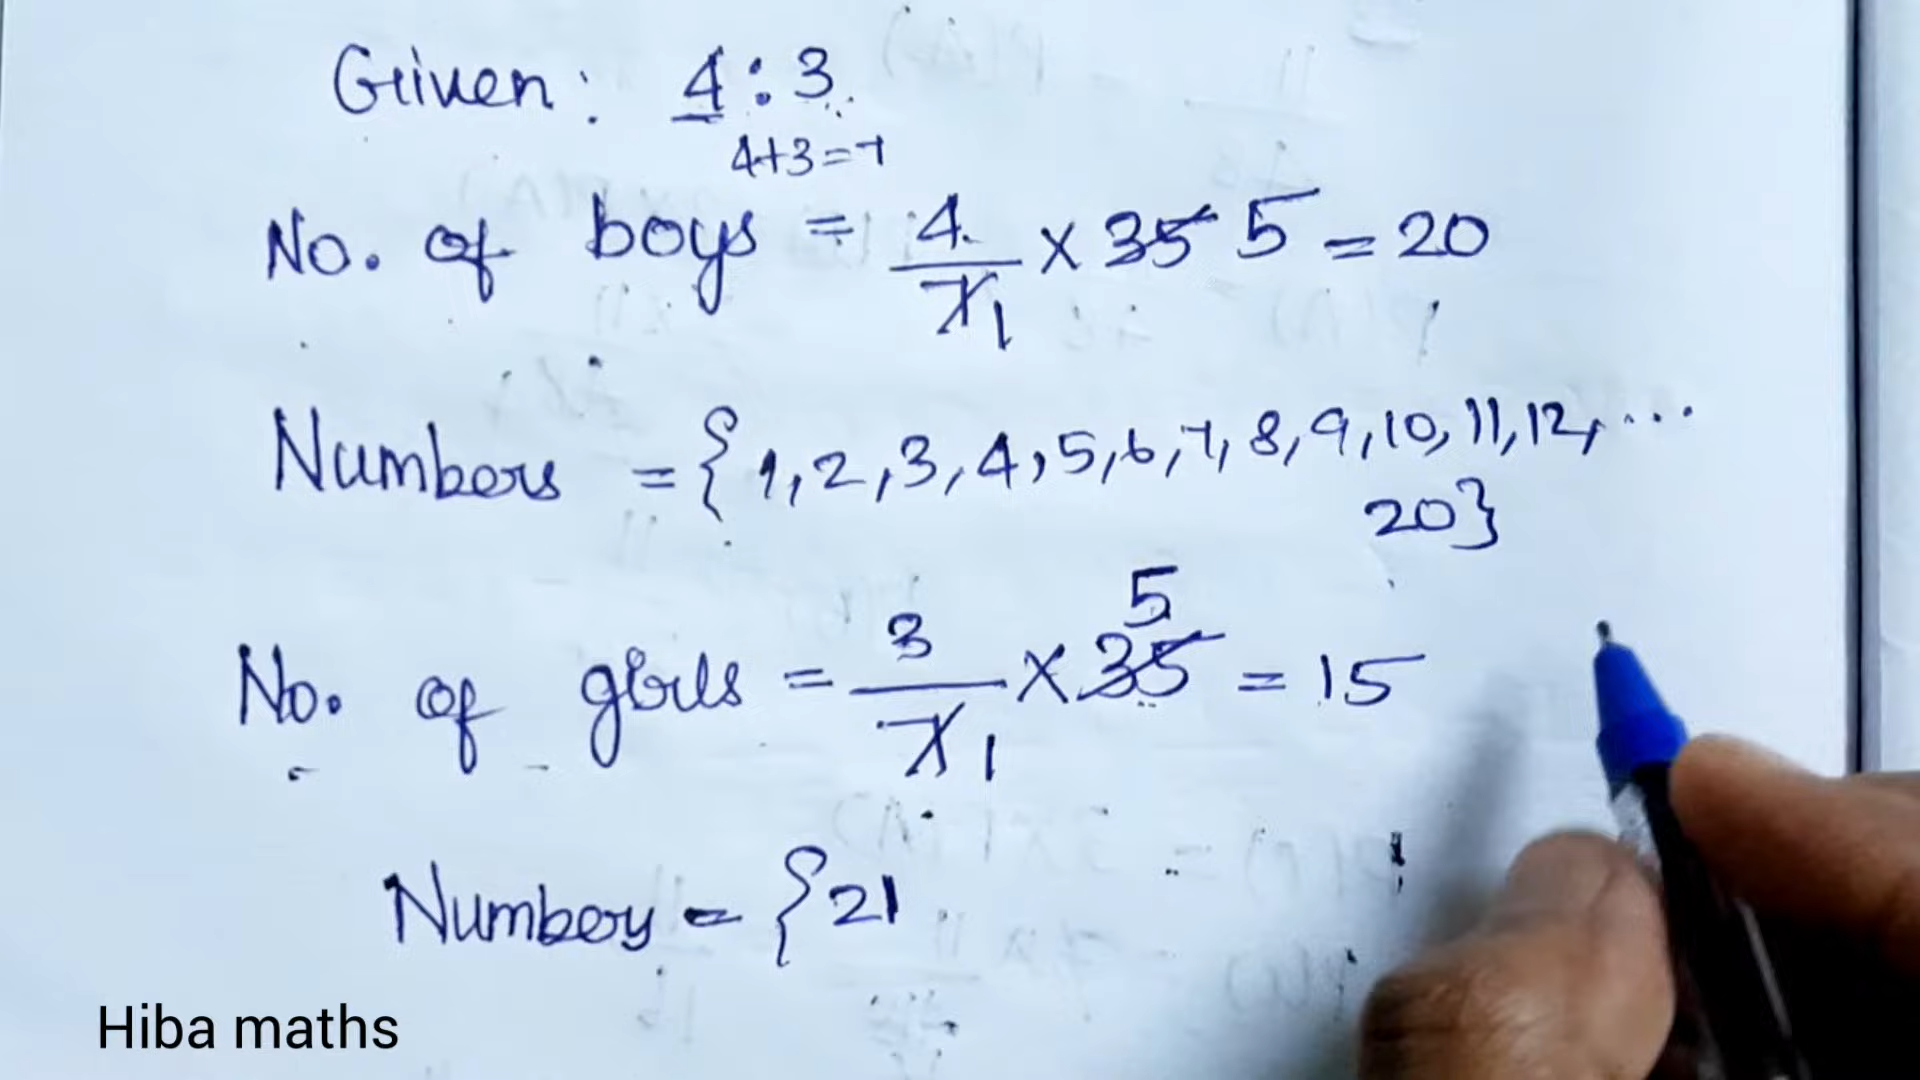 Given: 4:3
4+3=7
No. of boys = 4/7 1 × 35 5 = 20
Numbers = {1,2,3,4,5,6,7,8,9,10,11,12,...
20}
5
No. of girls = 3/7 1 × 35 = 15
Number = {21
Hiba maths